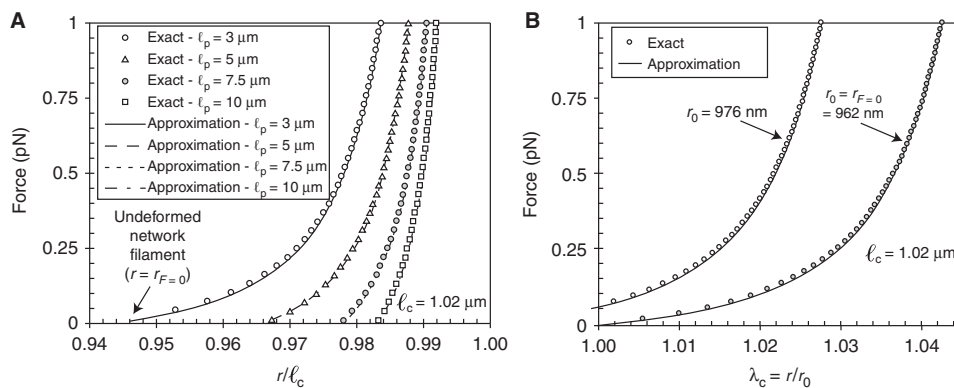 A
Exact - ℓp = 3 μm
Exact - ℓp = 5 μm
Exact - ℓp = 7.5 μm
Exact - ℓp = 10 μm
Approximation - ℓp = 3 μm
Approximation - ℓp = 5 μm
Approximation - ℓp = 7.5 μm
Approximation - ℓp = 10 μm
Undeformed
network
filament
(r = rF=0)
ℓc = 1.02 μm
Force (pN)
1
0.75
0.5
0.25
0
0.94 0.95 0.96 0.97 0.98 0.99 1.00
r/ℓc
B
Exact
Approximation
r0 = 976 nm
r0 = rF=0
= 962 nm
ℓc = 1.02 μm
Force (pN)
1
0.75
0.5
0.25
0
1.00 1.01 1.02 1.03 1.04
λc = r/r0